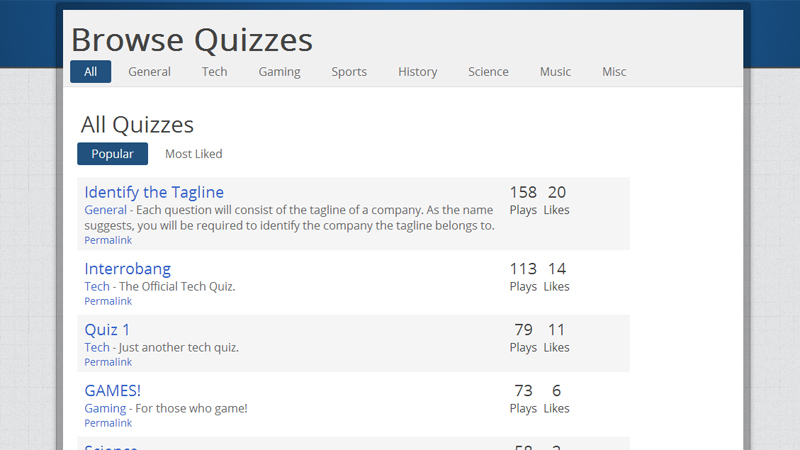 Browse Quizzes
All General Tech Gaming Sports History Science Music Misc
All Quizzes
Popular Most Liked
Identify the Tagline 158 20
General - Each question will consist of the tagline of a company. As the name Plays Likes
suggests, you will be required to identify the company the tagline belongs to.
Permalink
Interrobang 113 14
Tech - The Official Tech Quiz. Plays Likes
Permalink
Quiz 1 79 11
Tech - Just another tech quiz. Plays Likes
Permalink
GAMES! 73 6
Gaming - For those who game! Plays Likes
Permalink
Science 58